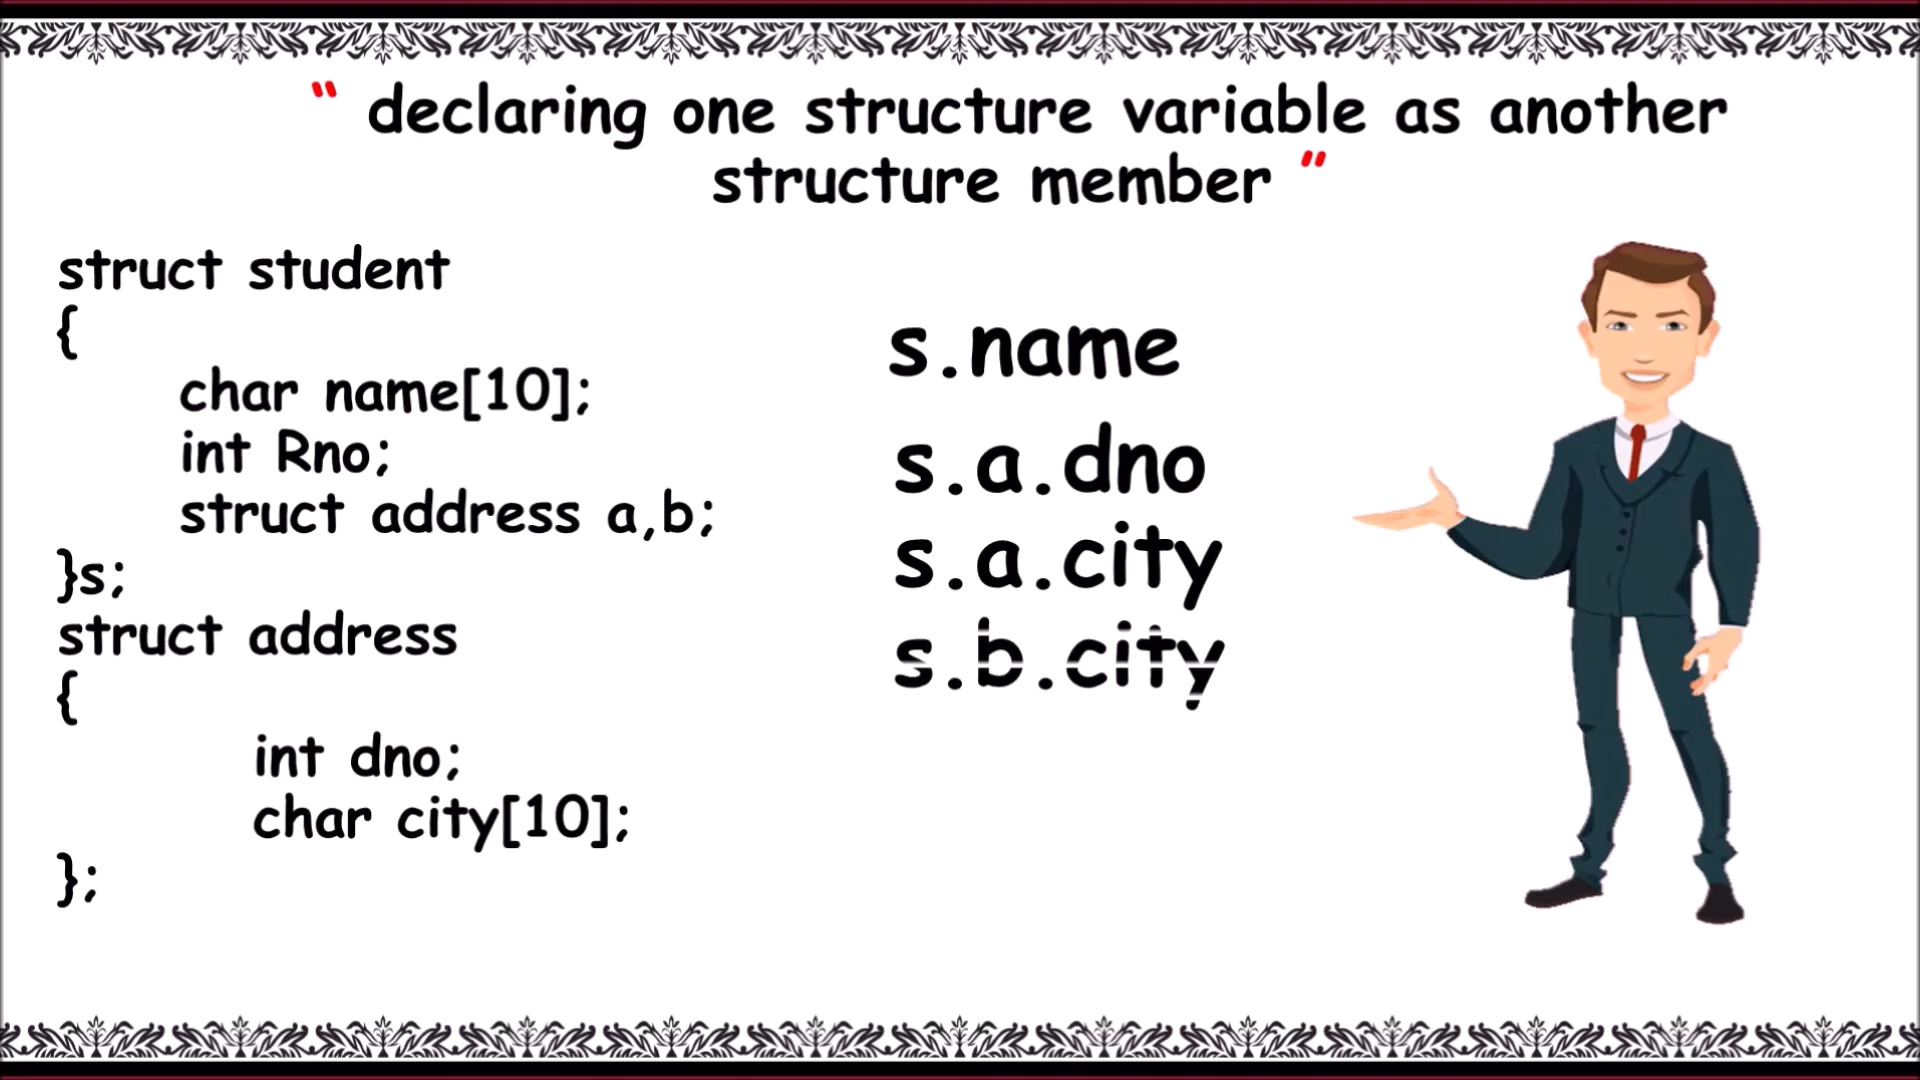 “ declaring one structure variable as another
structure member ”
struct student
{
char name[10];
int Rno;
struct address a,b;
}s;
struct address
{
int dno;
char city[10];
};
s.name
s.a.dno
s.a.city
s.b.city